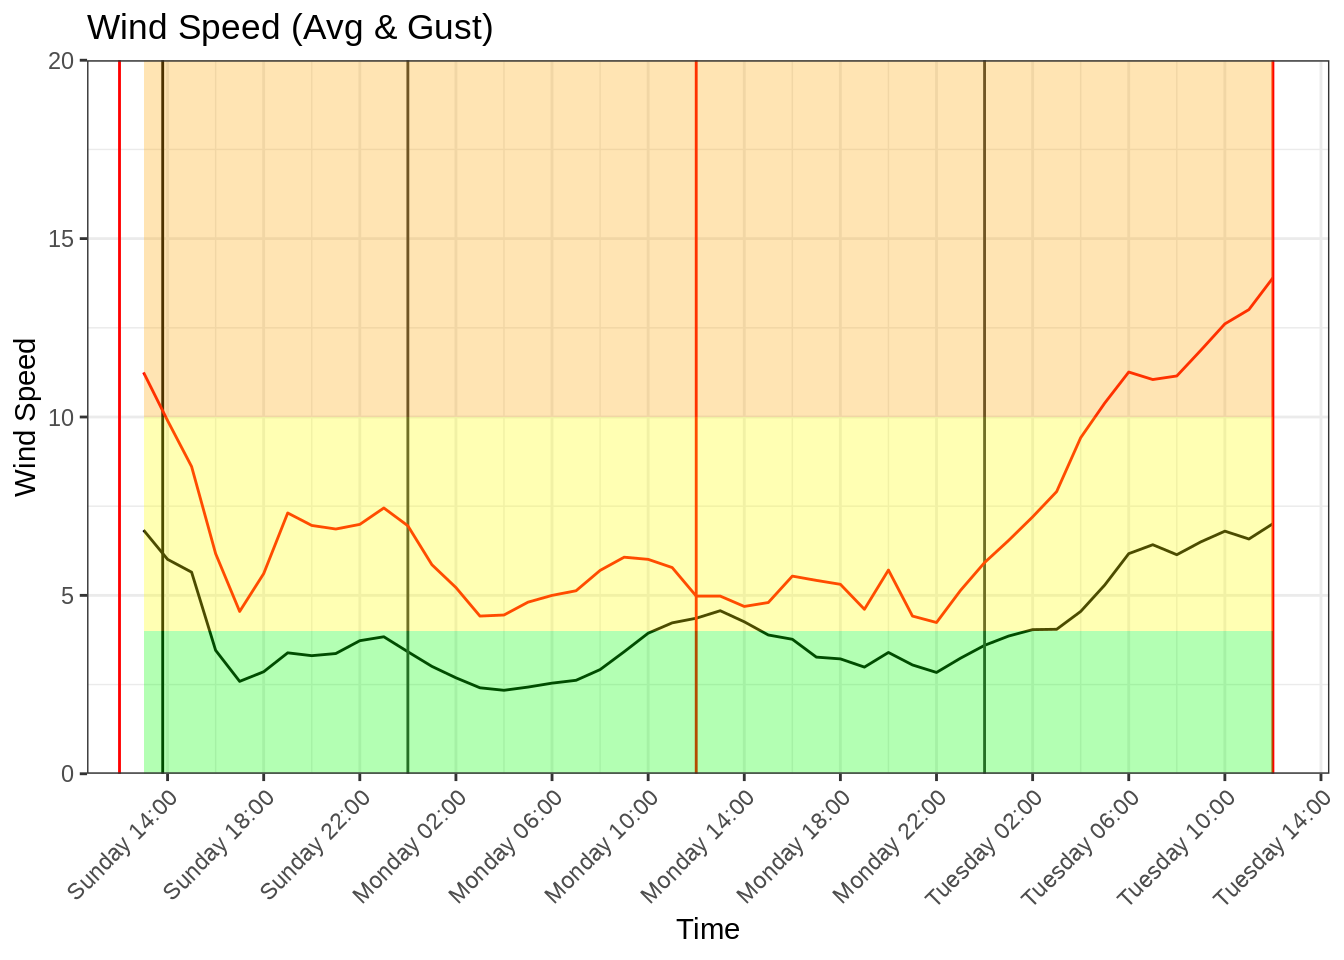 Wind Speed (Avg & Gust)
20
15
10
5
0
Wind Speed
Sunday 14:00
Sunday 18:00
Sunday 22:00
Monday 02:00
Monday 06:00
Monday 10:00
Monday 14:00
Monday 18:00
Monday 22:00
Tuesday 02:00
Tuesday 06:00
Tuesday 10:00
Tuesday 14:00
Time